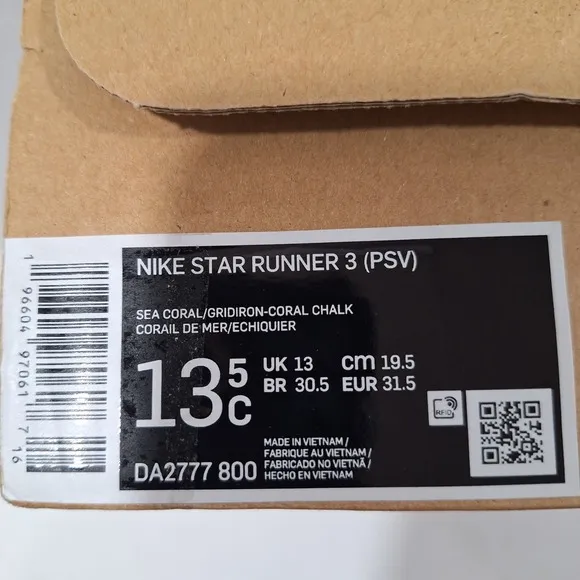 NIKE STAR RUNNER 3 (PSV)
SEA CORAL/GRIDIRON-CORAL CHALK
CORAIL DE MER/ECHIQUIER
13 5 C
UK 13 cm 19.5
BR 30.5 EUR 31.5
DA2777 800
MADE IN VIETNAM /
FABRIQUE AU VIETNAM /
FABRICADO NO VIETNÃ /
HECHO EN VIETNAM
RFID
1 96604 97061 7 16